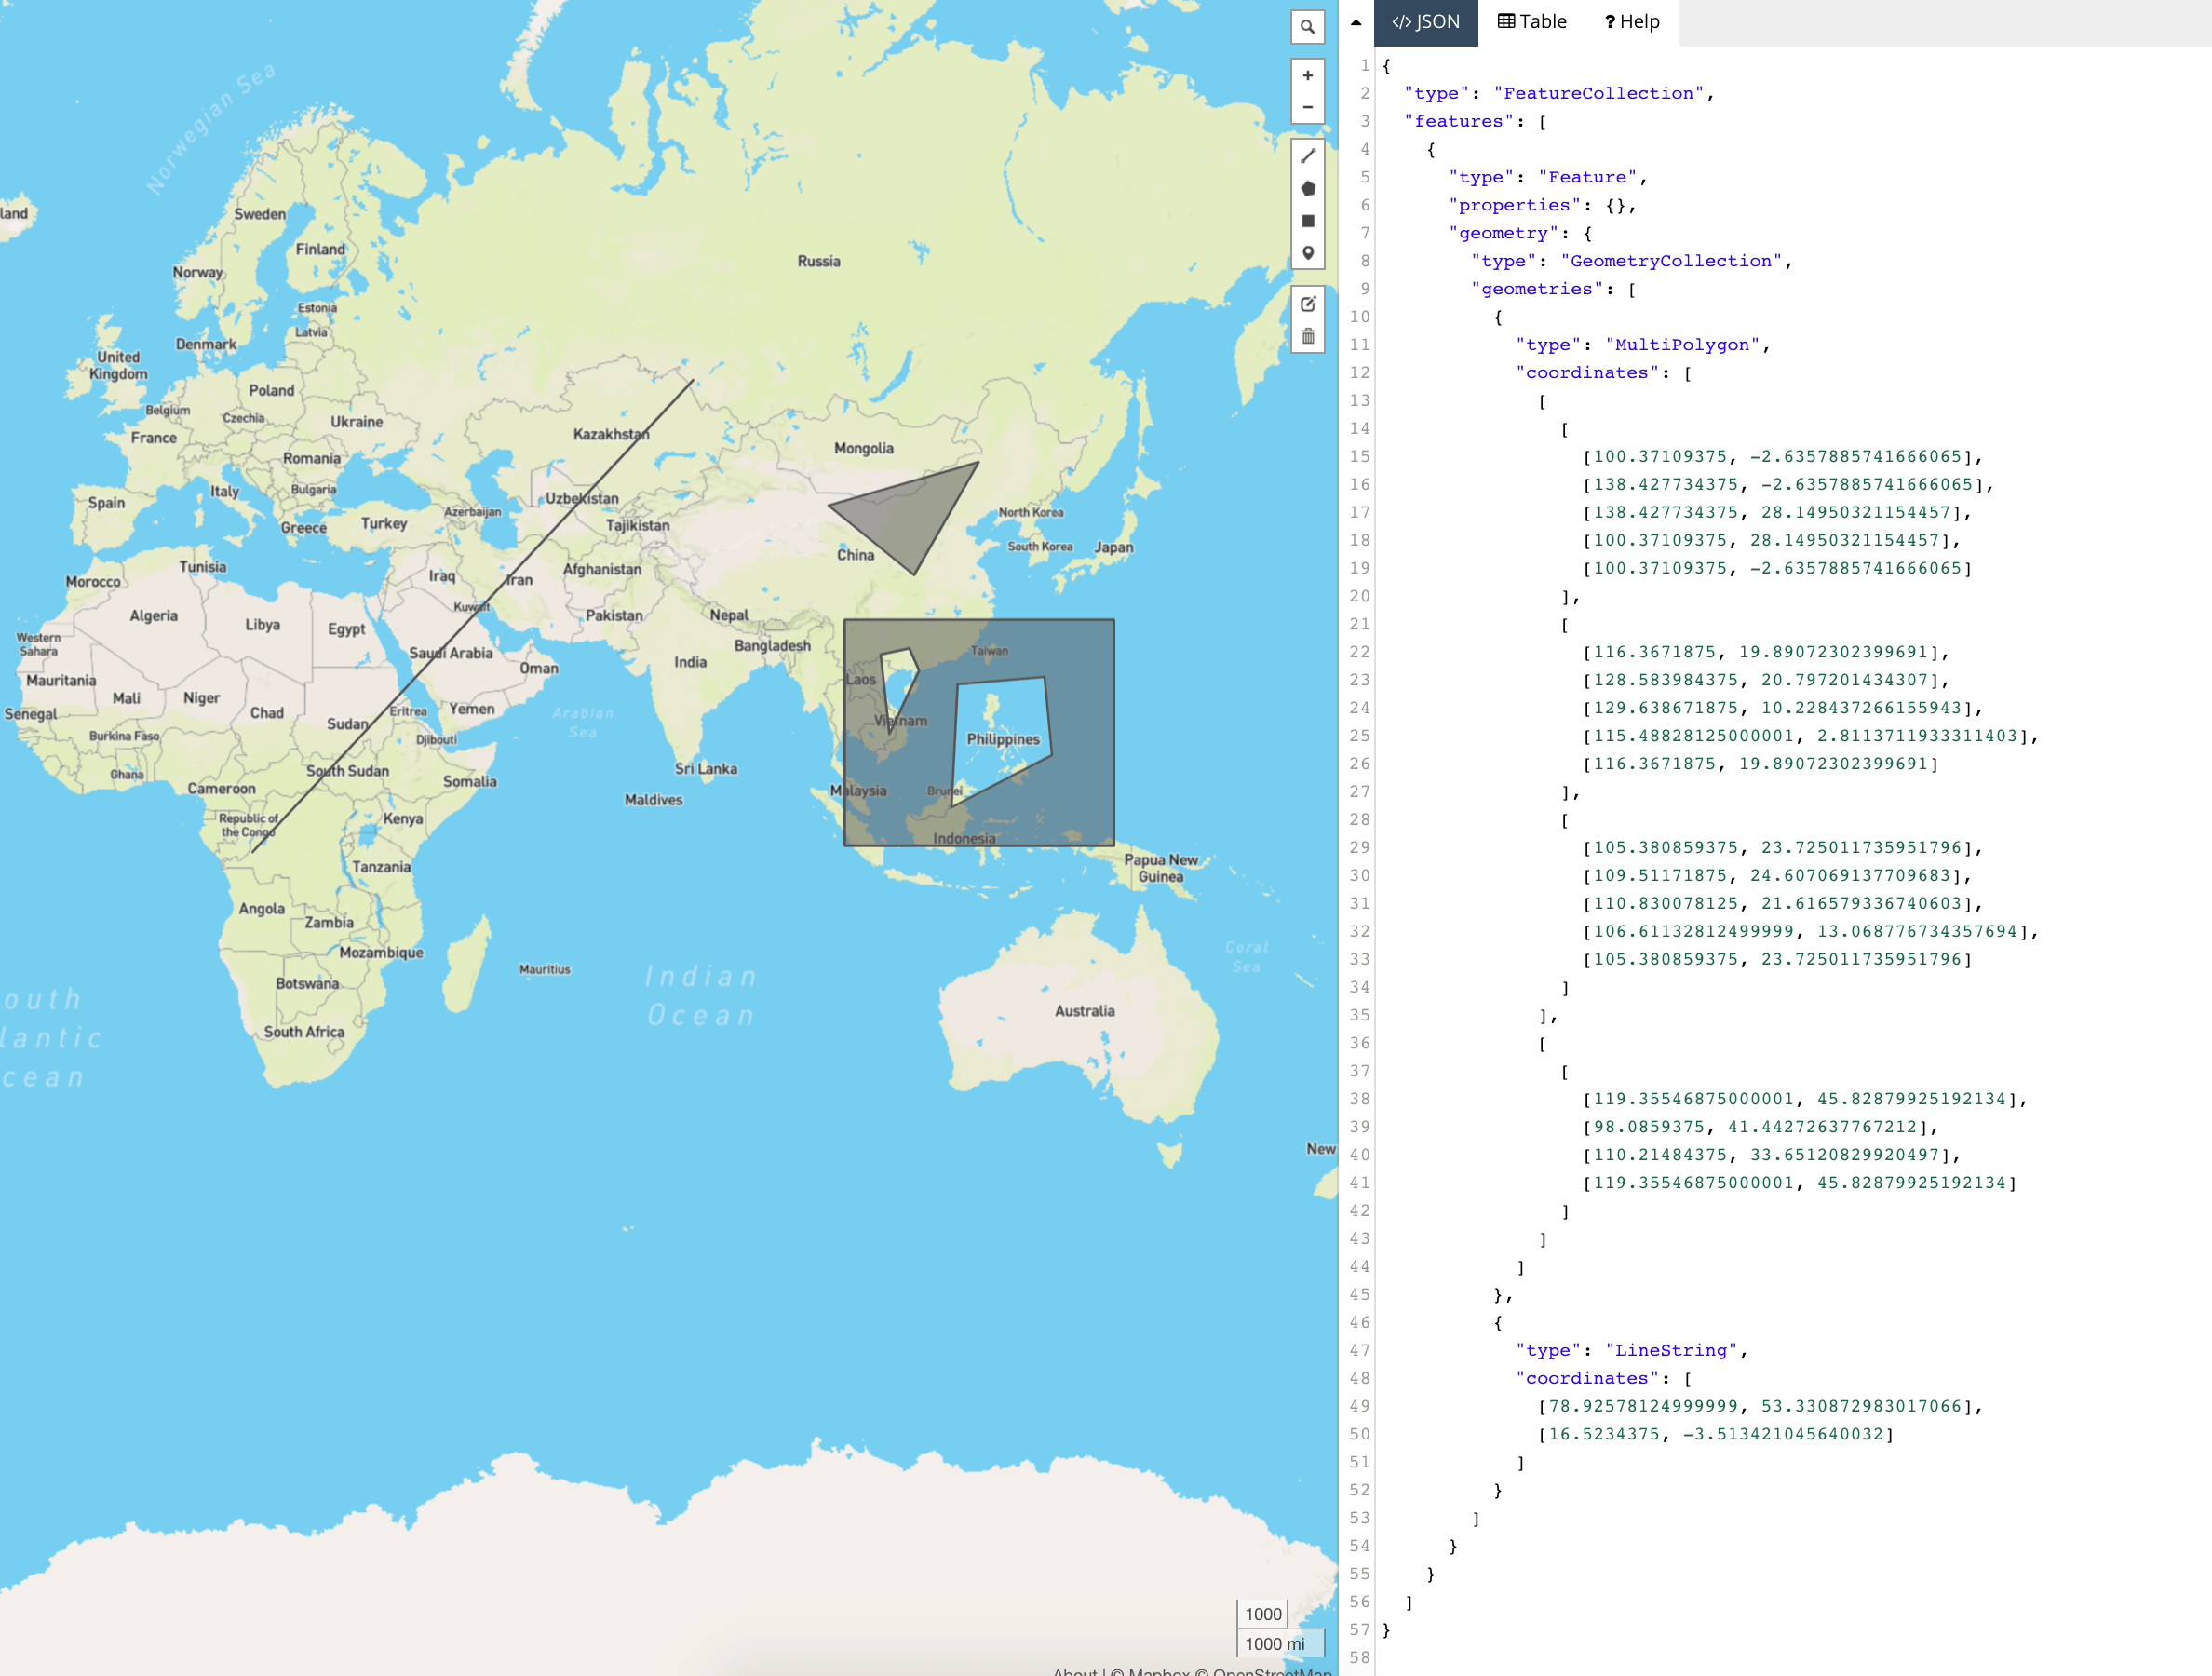 Norwegian Sea
land
Sweden
Finland
Norway
Russia
Estonia
Latvia
Denmark
United
Kingdom
Poland
Belgium
Czechia
Ukraine
France
Kazakhstan
Mongolia
Romania
Italy
Bulgaria
Spain
Uzbekistan
Azerbaijan
North Korea
Greece
Turkey
Tajikistan
South Korea
Japan
China
Tunisia
Afghanistan
Morocco
Iraq
Iran
Kuwait
Algeria
Libya
Egypt
Pakistan
Nepal
Western
Sahara
Bangladesh
Saudi Arabia
Taiwan
India
Oman
Mauritania
Laos
Mali
Niger
Chad
Senegal
Eritrea
Yemen
Arabian
Sea
Sudan
Vietnam
Burkina Faso
Djibouti
Philippines
Ghana
South Sudan
Sri Lanka
Cameroon
Somalia
Malaysia
Brunei
Maldives
Republic of
the Congo
Kenya
Indonesia
Tanzania
Papua New
Guinea
Angola
Zambia
Mozambique
Coral
Sea
Mauritius
Indian
Ocean
Botswana
outh
lantic
cean
Australia
South Africa
New
1000
1000 mi
About | © Mapbox © OpenStreetMap
</> JSON
Table
? Help
1 {
2 "type": "FeatureCollection",
3 "features": [
4 {
5 "type": "Feature",
6 "properties": {},
7 "geometry": {
8 "type": "GeometryCollection",
9 "geometries": [
10 {
11 "type": "MultiPolygon",
12 "coordinates": [
13 [
14 [
15 [100.37109375, -2.6357885741666065],
16 [138.427734375, -2.6357885741666065],
17 [138.427734375, 28.14950321154457],
18 [100.37109375, 28.14950321154457],
19 [100.37109375, -2.6357885741666065]
20 ],
21 [
22 [116.3671875, 19.89072302399691],
23 [128.583984375, 20.797201434307],
24 [129.638671875, 10.228437266155943],
25 [115.48828125000001, 2.8113711933311403],
26 [116.3671875, 19.89072302399691]
27 ],
28 [
29 [105.380859375, 23.725011735951796],
30 [109.51171875, 24.607069137709683],
31 [110.830078125, 21.616579336740603],
32 [106.61132812499999, 13.068776734357694],
33 [105.380859375, 23.725011735951796]
34 ]
35 ],
36 [
37 [
38 [119.35546875000001, 45.82879925192134],
39 [98.0859375, 41.44272637767212],
40 [110.21484375, 33.65120829920497],
41 [119.35546875000001, 45.82879925192134]
42 ]
43 ]
44 ]
45 },
46 {
47 "type": "LineString",
48 "coordinates": [
49 [78.92578124999999, 53.330872983017066],
50 [16.5234375, -3.513421045640032]
51 ]
52 }
53 ]
54 }
55 }
56 ]
57 }
58